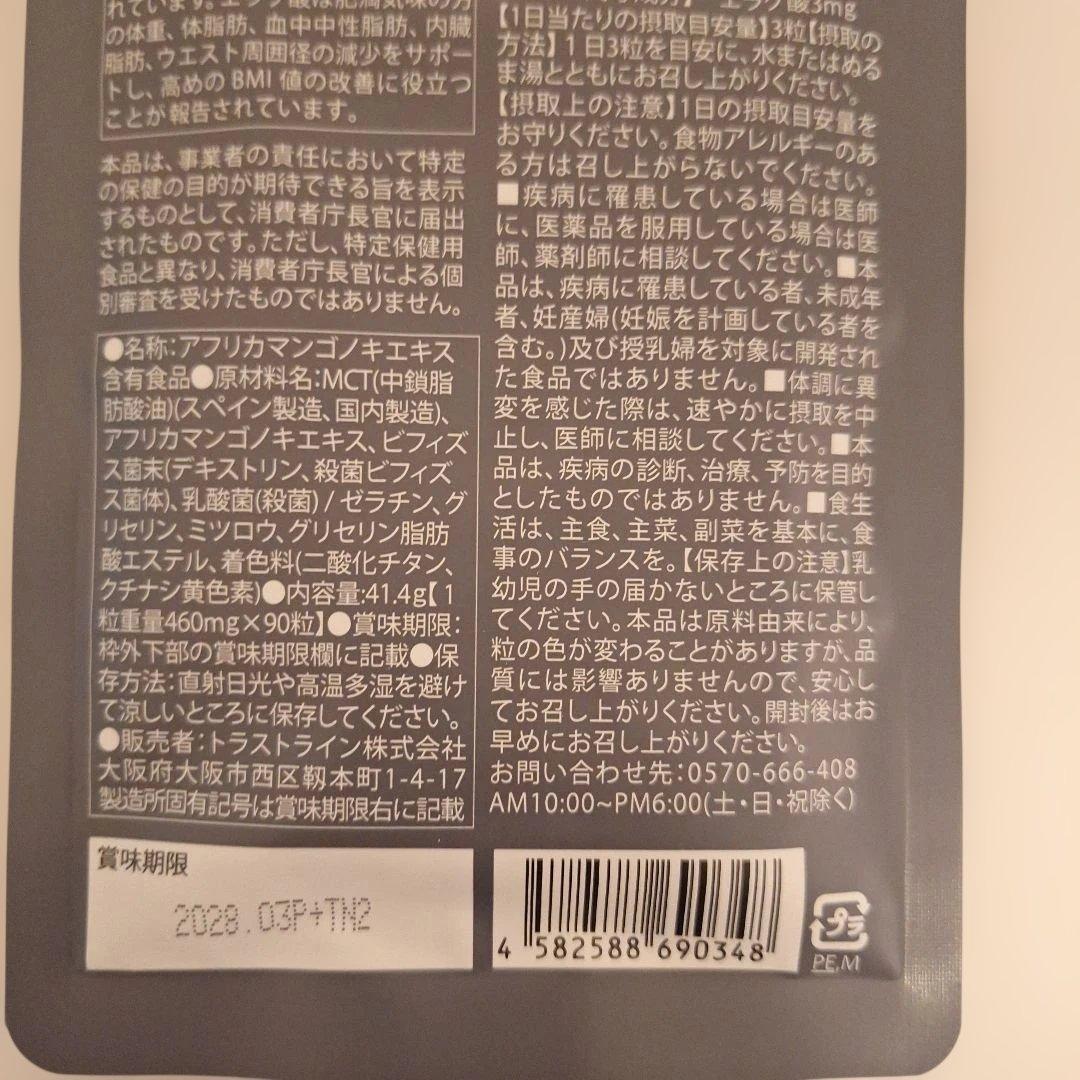 れています。エラグ酸は肥満気味の方
の体重、体脂肪、血中中性脂肪、内臓
脂肪、ウエスト周囲径の減少をサポー
トし、高めのBMI値の改善に役立つ
ことが報告されています。
本品は、事業者の責任において特定
の保健の目的が期待できる旨を表示
するものとして、消費者庁長官に届出
されたものです。ただし、特定保健用
食品と異なり、消費者庁長官による個
別審査を受けたものではありません。
●名称：アフリカマンゴノキエキス
含有食品●原材料名：MCT(中鎖脂
肪酸油)(スペイン製造、国内製造)、
アフリカマンゴノキエキス、ビフィズ
ス菌末(デキストリン、殺菌ビフィズ
ス菌体)、乳酸菌(殺菌) / ゼラチン、グ
リセリン、ミツロウ、グリセリン脂肪
酸エステル、着色料(二酸化チタン、
クチナシ黄色素)●内容量:41.4g【1
粒重量460mg×90粒】●賞味期限：
枠外下部の賞味期限欄に記載●保
存方法：直射日光や高温多湿を避け
て涼しいところに保存してください。
●販売者：トラストライン株式会社
大阪府大阪市西区靱本町1-4-17
製造所固有記号は賞味期限右に記載
エラグ酸3mg
【1日当たりの摂取目安量】3粒【摂取の
方法】1日3粒を目安に、水またはぬる
ま湯とともにお召し上がりください。
【摂取上の注意】1日の摂取目安量を
お守りください。食物アレルギーのあ
る方は召し上がらないでください。
■疾病に罹患している場合は医師
に、医薬品を服用している場合は医
師、薬剤師に相談してください。■本
品は、疾病に罹患している者、未成年
者、妊産婦(妊娠を計画している者を
含む。)及び授乳婦を対象に開発され
た食品ではありません。■体調に異
変を感じた際は、速やかに摂取を中
止し、医師に相談してください。■本
品は、疾病の診断、治療、予防を目的
としたものではありません。■食生
活は、主食、主菜、副菜を基本に、食
事のバランスを。【保存上の注意】乳
幼児の手の届かないところに保管し
てください。本品は原料由来により、
粒の色が変わることがありますが、品
質には影響ありませんので、安心し
てお召し上がりください。開封後はお
早めにお召し上がりください。
お問い合わせ先：0570-666-408
AM10:00~PM6:00(土・日・祝除く)
賞味期限
2028.03P+TN2
4 582588 690348
プラ
PE,M